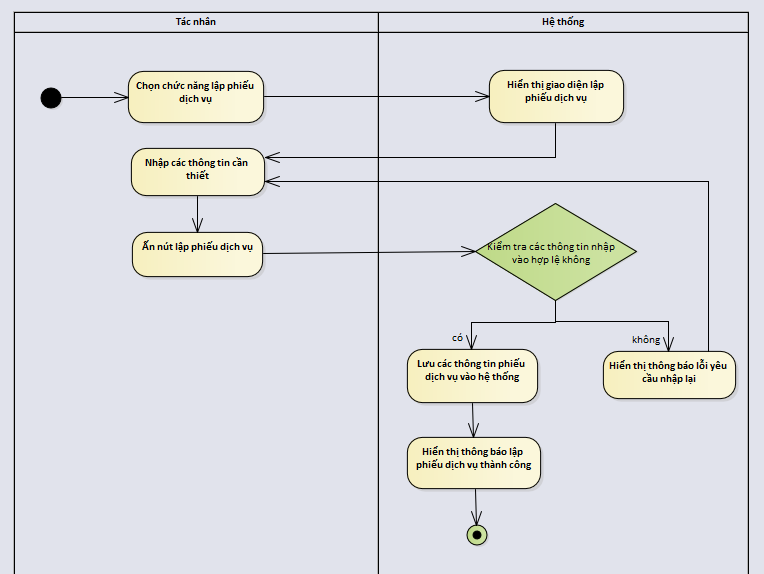 Tác nhân
Hệ thống
Chọn chức năng lập phiếu
dịch vụ
Hiển thị giao diện lập
phiếu dịch vụ
Nhập các thông tin cần
thiết
Ấn nút lập phiếu dịch vụ
Kiểm tra các thông tin nhập
vào hợp lệ không
có
không
Lưu các thông tin phiếu
dịch vụ vào hệ thống
Hiển thị thông báo lỗi yêu
cầu nhập lại
Hiển thị thông báo lập
phiếu dịch vụ thành công